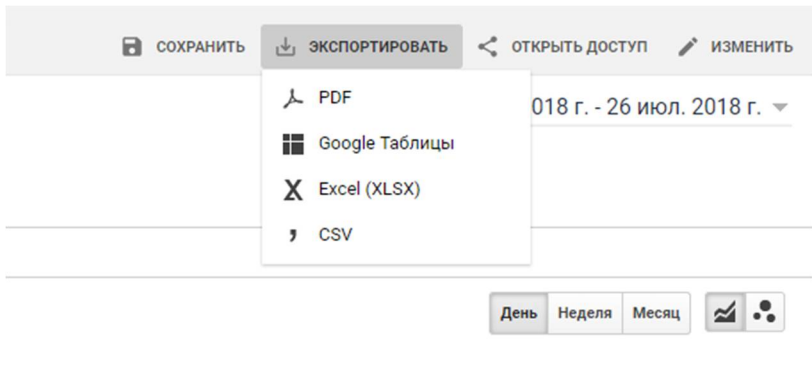 СОХРАНИТЬ ЭКСПОРТИРОВАТЬ ОТКРЫТЬ ДОСТУП ИЗМЕНИТЬ
PDF
018 г. - 26 июл. 2018 г.
Google Таблицы
Excel (XLSX)
CSV
День Неделя Месяц